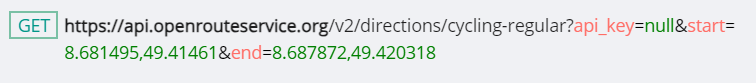 GET https://api.openrouteservice.org/v2/directions/cycling-regular?api_key=null&start=
8.681495,49.41461&end=8.687872,49.420318